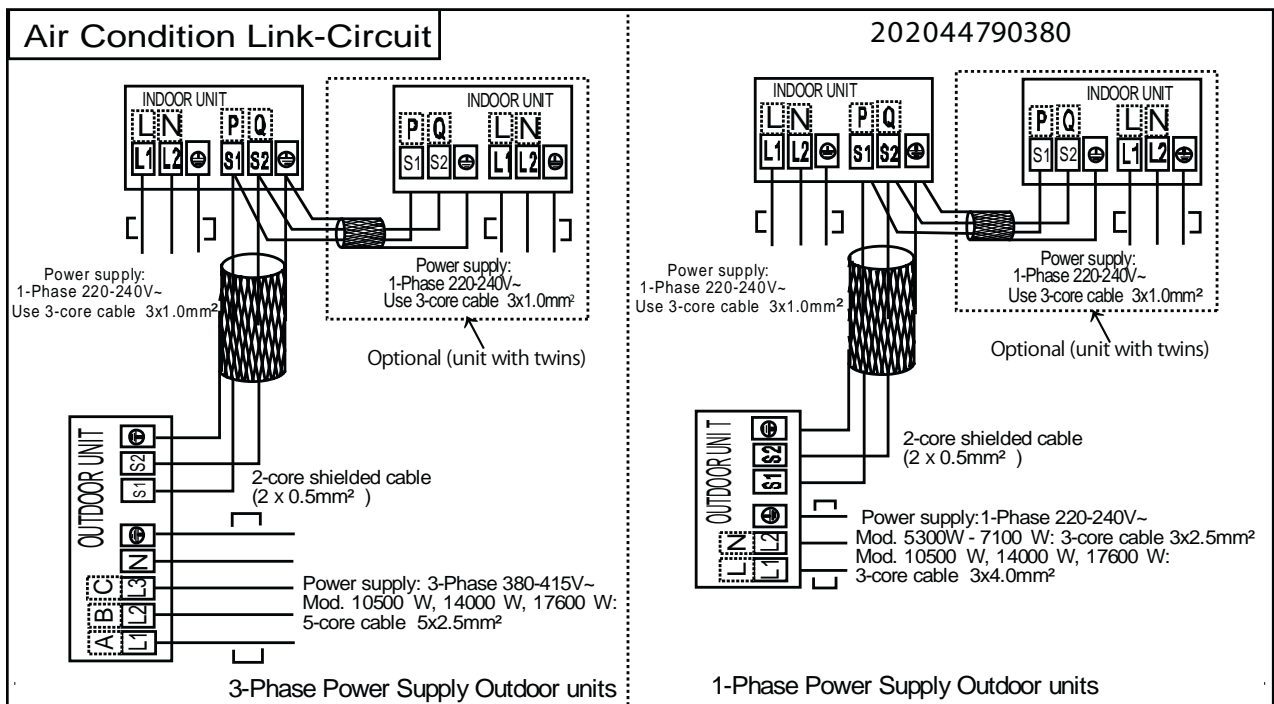 Air Condition Link-Circuit
INDOOR UNIT
L N P Q
L1 L2 S1 S2
INDOOR UNIT
P Q L N
S1 S2 L1 L2
Power supply:
1-Phase 220-240V~
Use 3-core cable 3x1.0mm²
Power supply:
1-Phase 220-240V~
Use 3-core cable 3x1.0mm²
Optional (unit with twins)
OUTDOOR UNIT
S2
S1
N
C L3
B L2
A L1
2-core shielded cable
(2 x 0.5mm² )
Power supply: 3-Phase 380-415V~
Mod. 10500 W, 14000 W, 17600 W:
5-core cable 5x2.5mm²
3-Phase Power Supply Outdoor units
202044790380
INDOOR UNIT
L N P Q
L1 L2 S1 S2
INDOOR UNIT
P Q L N
S1 S2 L1 L2
Power supply:
1-Phase 220-240V~
Use 3-core cable 3x1.0mm²
Power supply:
1-Phase 220-240V~
Use 3-core cable 3x1.0mm²
Optional (unit with twins)
OUTDOOR UNIT
S2
S1
N L2
L L1
2-core shielded cable
(2 x 0.5mm² )
Power supply:1-Phase 220-240V~
Mod. 5300W - 7100 W: 3-core cable 3x2.5mm²
Mod. 10500 W, 14000 W, 17600 W:
3-core cable 3x4.0mm²
1-Phase Power Supply Outdoor units